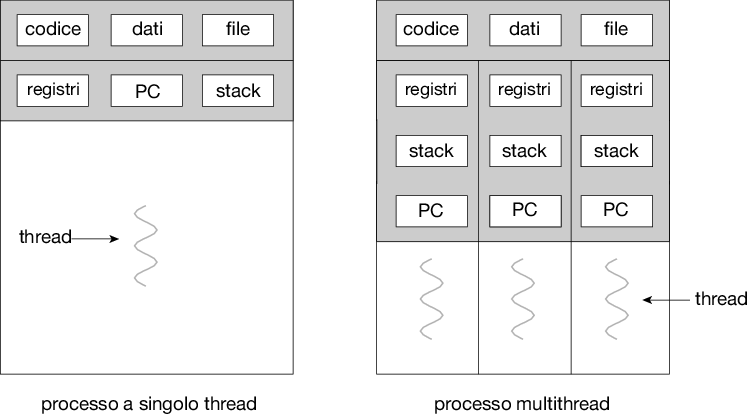 codice dati file
registri PC stack
thread
processo a singolo thread
codice dati file
registri registri registri
stack stack stack
PC PC PC
thread
processo multithread